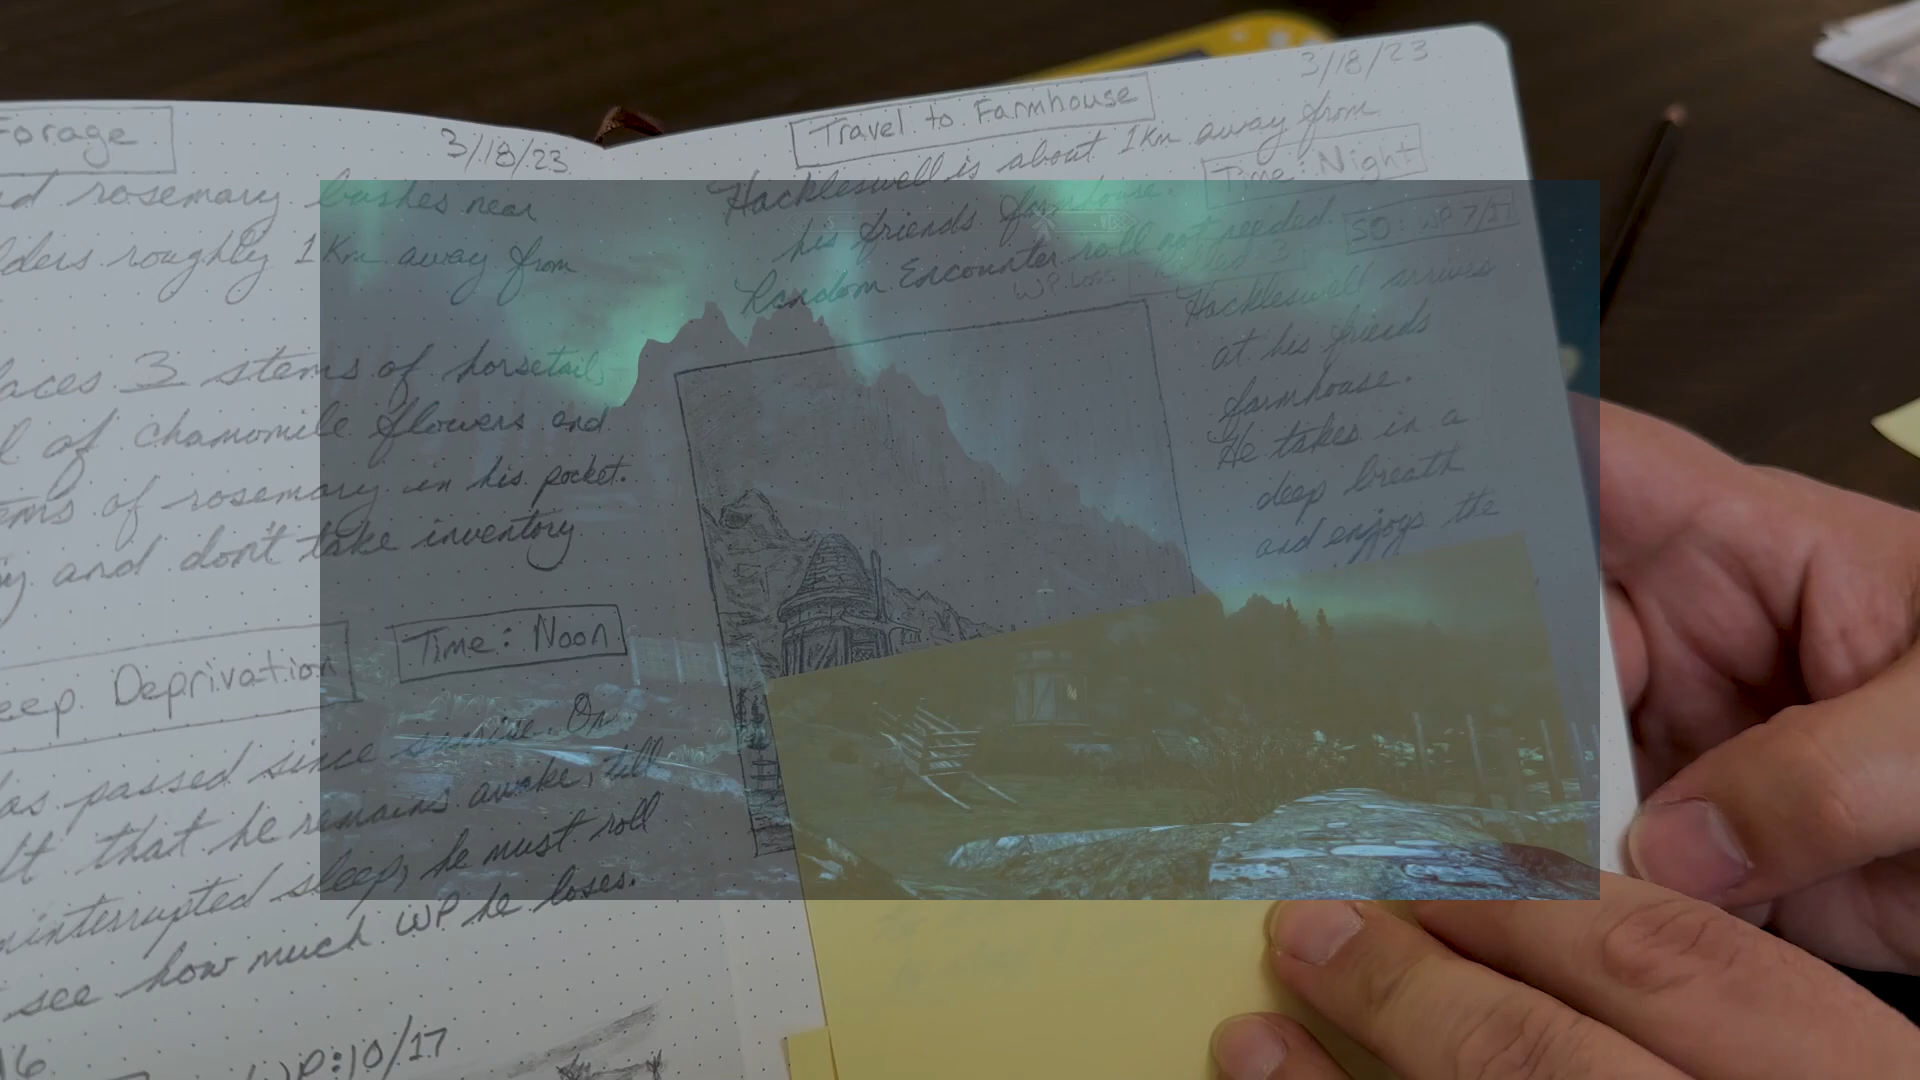 Forage
3/18/23
rosemary bushes near
roughly 1Km away from
3 stems of horsetail,
of chamomile flowers and
of rosemary in his pocket.
and don't take inventory
Deprivation
Time: Noon
passed since sunrise. On
that he remains awake, till
sleep, he must roll
see how much WP he loses.
WP:10/17
3/18/23
Travel to Farmhouse
Hackleswell is about 1Km away from
his friends farmhouse.
Time: Night
Random Encounter roll not needed
SO: WP 7/17
WP Loss
Hackleswell arrives
at his friends
farmhouse.
He takes in a
deep breath
and enjoys the